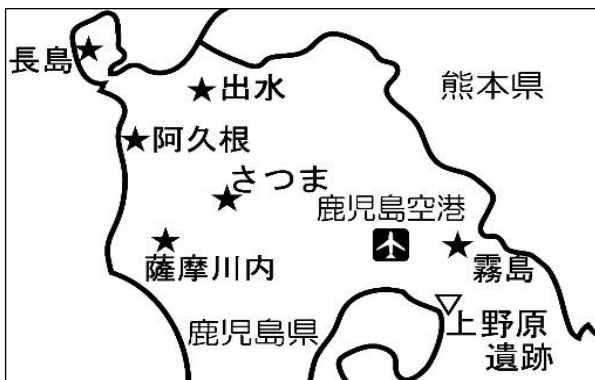 長島
出水
熊本県
阿久根
さつま
鹿児島空港
薩摩川内
霧島
鹿児島県
上野原
遺跡